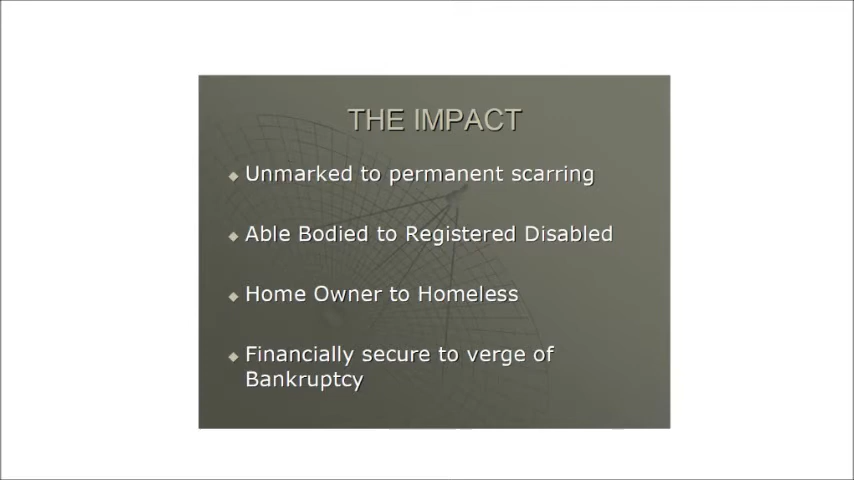 THE IMPACT
Unmarked to permanent scarring
Able Bodied to Registered Disabled
Home Owner to Homeless
Financially secure to verge of
Bankruptcy